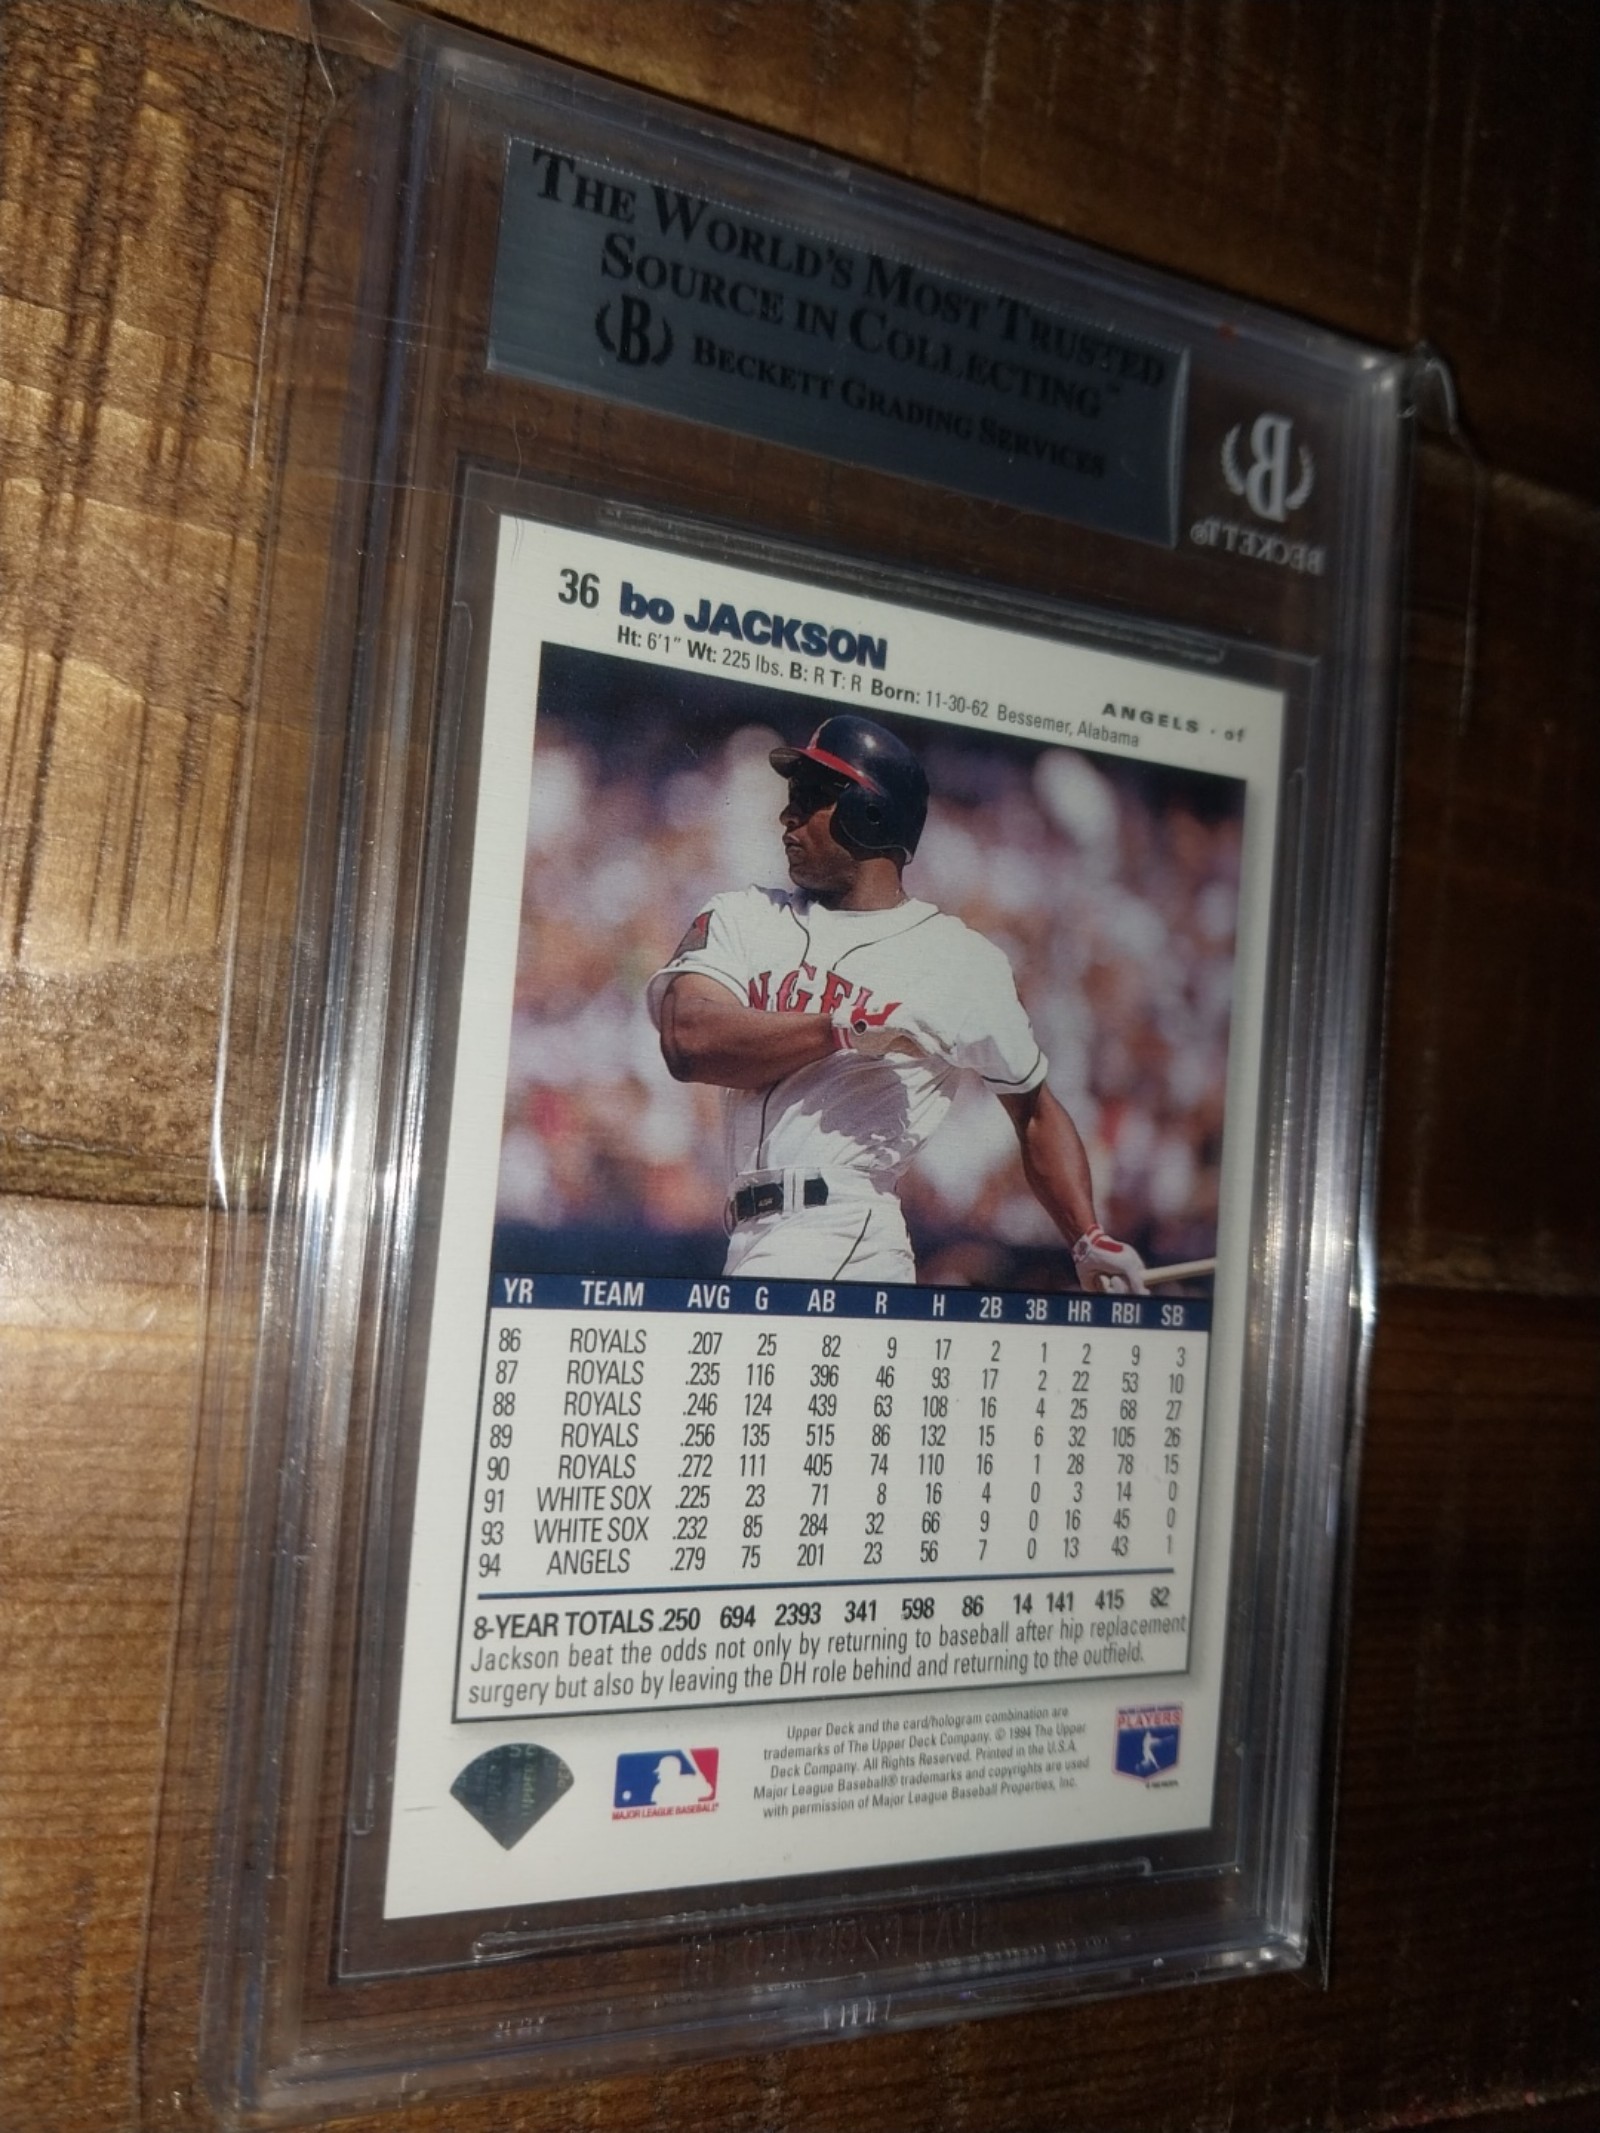 THE WORLD'S MOST TRUSTED
SOURCE IN COLLECTING™
B BECKETT GRADING SERVICES
B
BECKETT®
36 bo JACKSON
Ht: 6'1" Wt: 225 lbs. B: R T: R Born: 11-30-62 Bessemer, Alabama
ANGELS · of
ANGEL
YR TEAM AVG G AB R H 2B 3B HR RBI SB
86 ROYALS .207 25 82 9 17 2 1 2 9 3
87 ROYALS .235 116 396 46 93 17 2 22 53 10
88 ROYALS .246 124 439 63 108 16 4 25 68 27
89 ROYALS .256 135 515 86 132 15 6 32 105 26
90 ROYALS .272 111 405 74 110 16 1 28 78 15
91 WHITE SOX .225 23 71 8 16 4 0 3 14 0
93 WHITE SOX .232 85 284 32 66 9 0 16 45 0
94 ANGELS .279 75 201 23 56 7 0 13 43 1
8-YEAR TOTALS .250 694 2393 341 598 86 14 141 415 82
Jackson beat the odds not only by returning to baseball after hip replacement
surgery but also by leaving the DH role behind and returning to the outfield.
Upper Deck and the card/hologram combination are
trademarks of The Upper Deck Company. © 1994 The Upper
Deck Company. All Rights Reserved. Printed in the U.S.A.
Major League Baseball® trademarks and copyrights are used
with permission of Major League Baseball Properties, Inc.
MAJOR LEAGUE BASEBALL®
PLAYERS